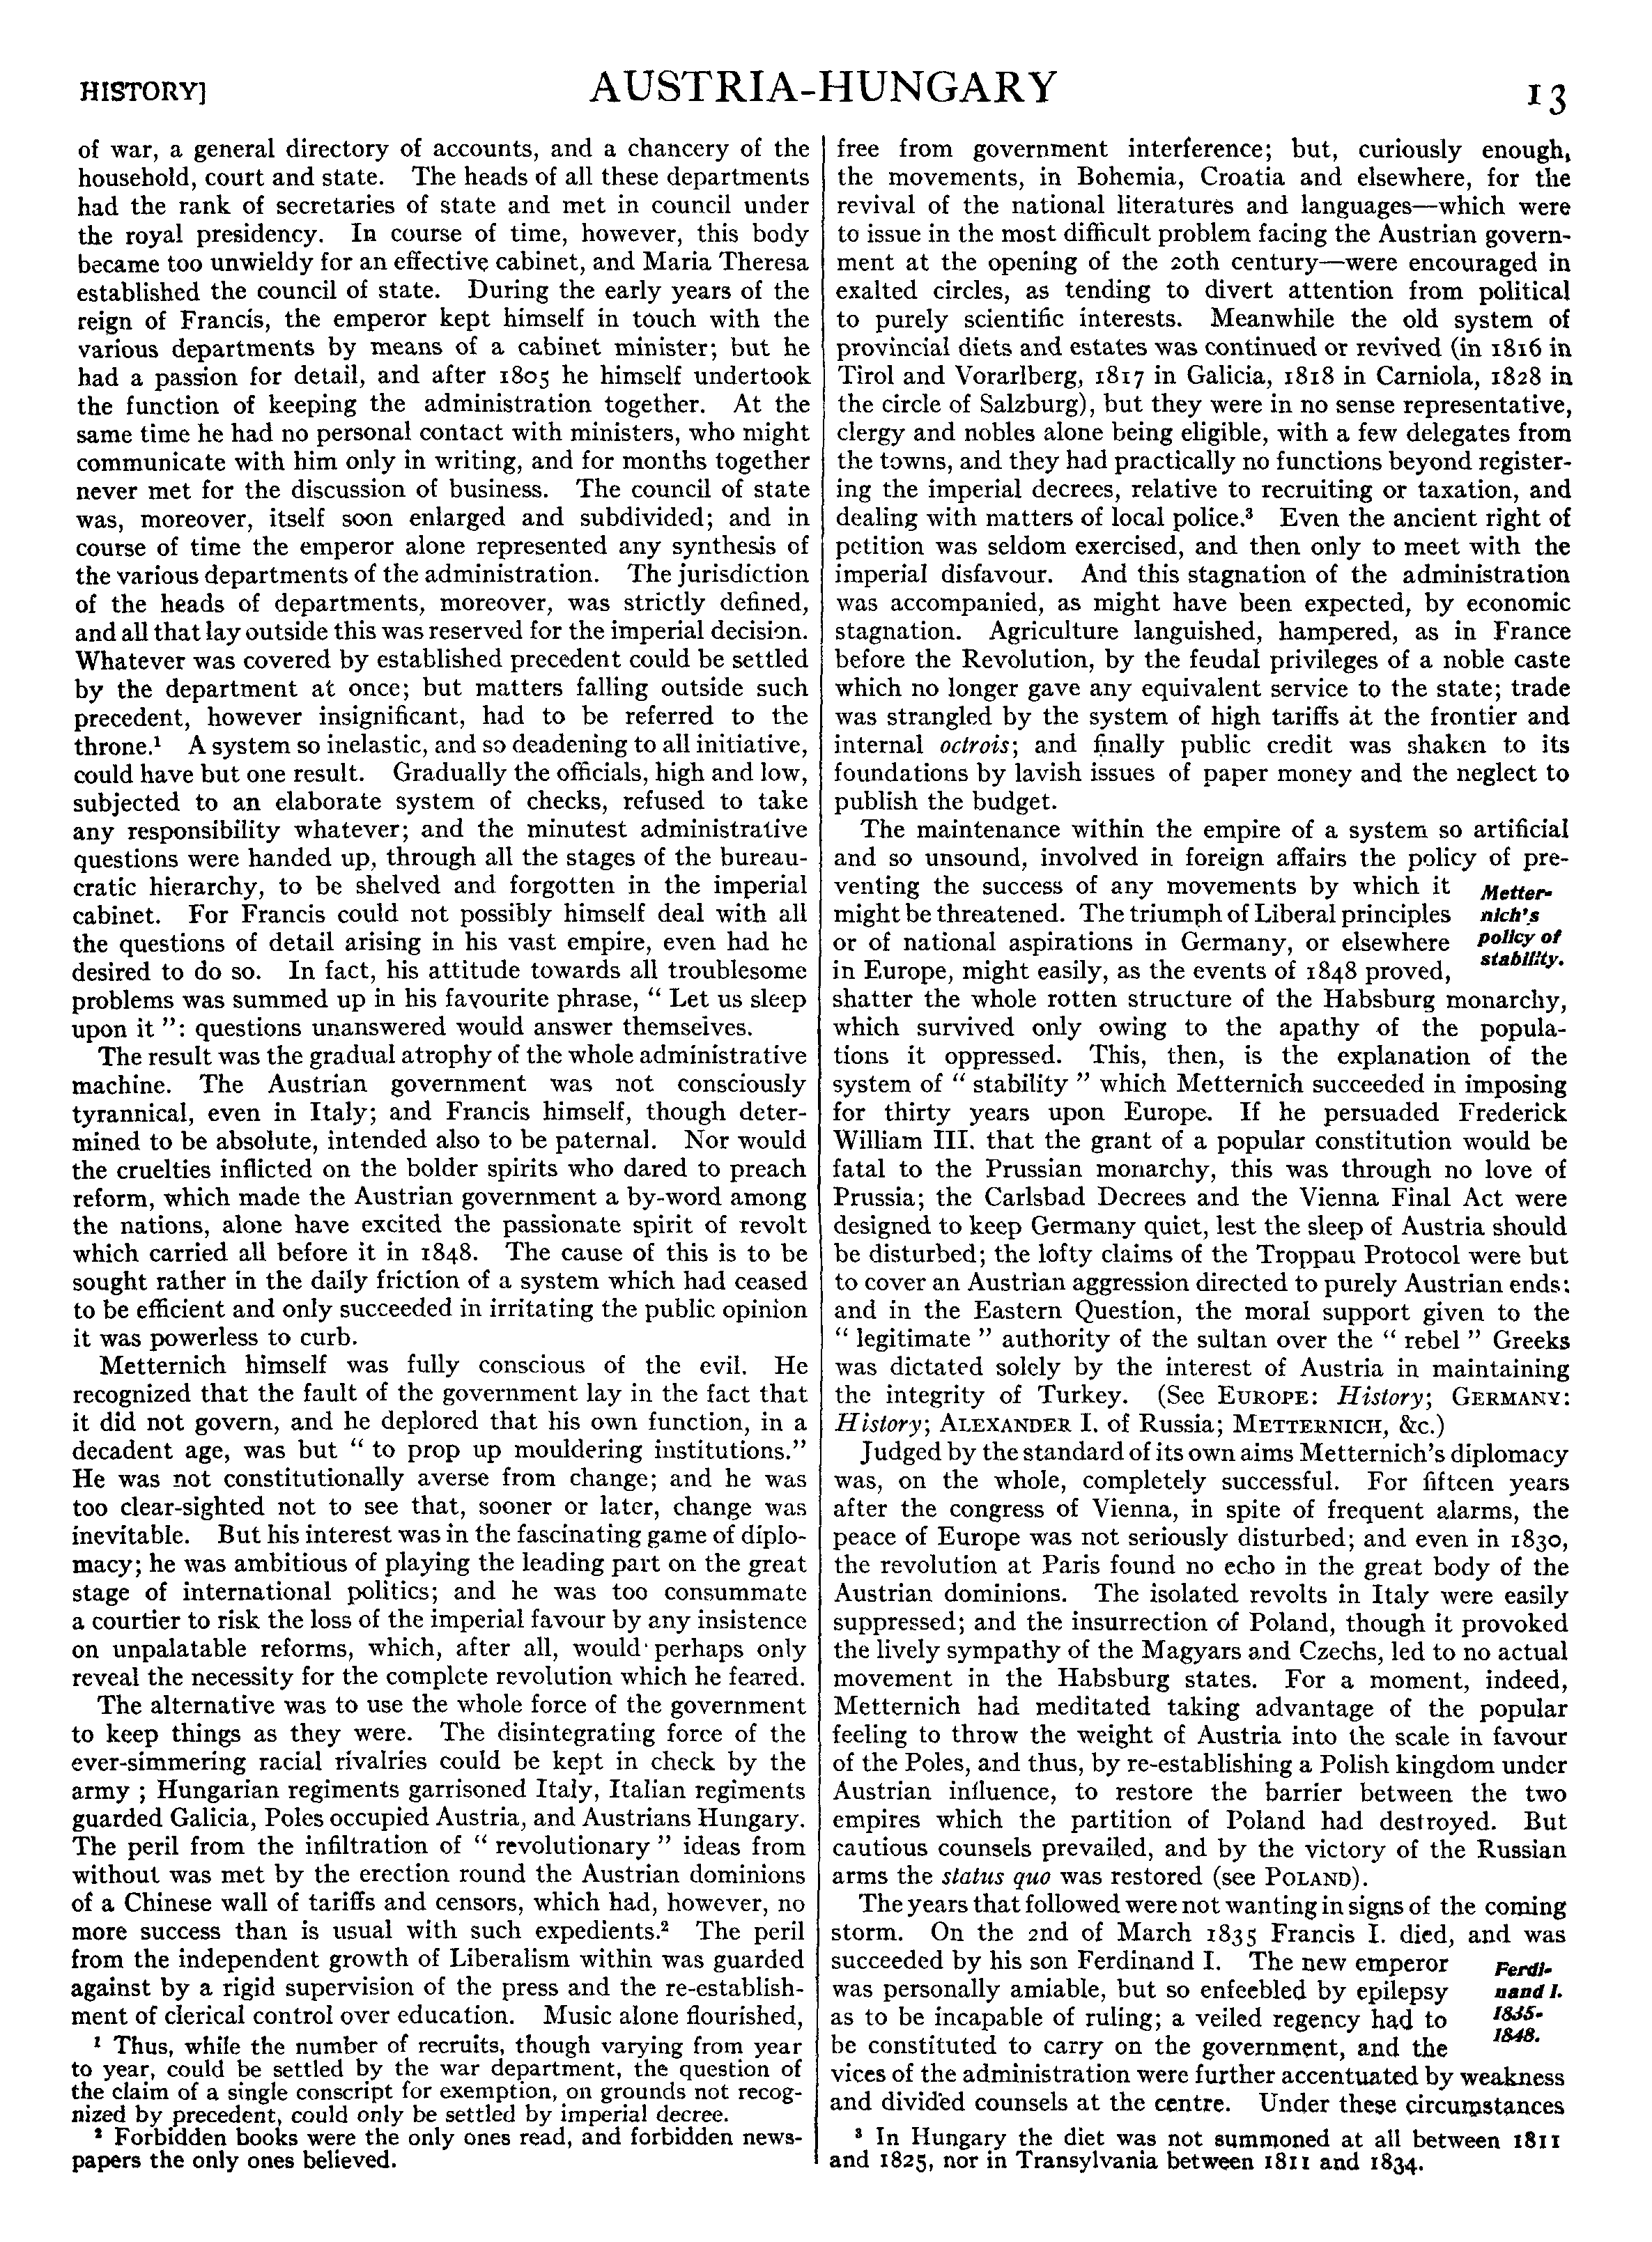 HISTORY]
AUSTRIA-HUNGARY
13
of war, a general directory of accounts, and a chancery of the
household, court and state. The heads of all these departments
had the rank of secretaries of state and met in council under
the royal presidency. In course of time, however, this body
became too unwieldy for an effective cabinet, and Maria Theresa
established the council of state. During the early years of the
reign of Francis, the emperor kept himself in touch with the
various departments by means of a cabinet minister; but he
had a passion for detail, and after 1805 he himself undertook
the function of keeping the administration together. At the
same time he had no personal contact with ministers, who might
communicate with him only in writing, and for months together
never met for the discussion of business. The council of state
was, moreover, itself soon enlarged and subdivided; and in
course of time the emperor alone represented any synthesis of
the various departments of the administration. The jurisdiction
of the heads of departments, moreover, was strictly defined,
and all that lay outside this was reserved for the imperial decision.
Whatever was covered by established precedent could be settled
by the department at once; but matters falling outside such
precedent, however insignificant, had to be referred to the
throne.¹ A system so inelastic, and so deadening to all initiative,
could have but one result. Gradually the officials, high and low,
subjected to an elaborate system of checks, refused to take
any responsibility whatever; and the minutest administrative
questions were handed up, through all the stages of the bureau-
cratic hierarchy, to be shelved and forgotten in the imperial
cabinet. For Francis could not possibly himself deal with all
the questions of detail arising in his vast empire, even had he
desired to do so. In fact, his attitude towards all troublesome
problems was summed up in his favourite phrase, “ Let us sleep
upon it ”: questions unanswered would answer themselves.
The result was the gradual atrophy of the whole administrative
machine. The Austrian government was not consciously
tyrannical, even in Italy; and Francis himself, though deter-
mined to be absolute, intended also to be paternal. Nor would
the cruelties inflicted on the bolder spirits who dared to preach
reform, which made the Austrian government a by-word among
the nations, alone have excited the passionate spirit of revolt
which carried all before it in 1848. The cause of this is to be
sought rather in the daily friction of a system which had ceased
to be efficient and only succeeded in irritating the public opinion
it was powerless to curb.
Metternich himself was fully conscious of the evil. He
recognized that the fault of the government lay in the fact that
it did not govern, and he deplored that his own function, in a
decadent age, was but “ to prop up mouldering institutions.”
He was not constitutionally averse from change; and he was
too clear-sighted not to see that, sooner or later, change was
inevitable. But his interest was in the fascinating game of diplo-
macy; he was ambitious of playing the leading part on the great
stage of international politics; and he was too consummate
a courtier to risk the loss of the imperial favour by any insistence
on unpalatable reforms, which, after all, would perhaps only
reveal the necessity for the complete revolution which he feared.
The alternative was to use the whole force of the government
to keep things as they were. The disintegrating force of the
ever-simmering racial rivalries could be kept in check by the
army ; Hungarian regiments garrisoned Italy, Italian regiments
guarded Galicia, Poles occupied Austria, and Austrians Hungary.
The peril from the infiltration of “ revolutionary ” ideas from
without was met by the erection round the Austrian dominions
of a Chinese wall of tariffs and censors, which had, however, no
more success than is usual with such expedients.² The peril
from the independent growth of Liberalism within was guarded
against by a rigid supervision of the press and the re-establish-
ment of clerical control over education. Music alone flourished,
¹ Thus, while the number of recruits, though varying from year
to year, could be settled by the war department, the question of
the claim of a single conscript for exemption, on grounds not recog-
nized by precedent, could only be settled by imperial decree.
² Forbidden books were the only ones read, and forbidden news-
papers the only ones believed.
free from government interference; but, curiously enough,
the movements, in Bohemia, Croatia and elsewhere, for the
revival of the national literatures and languages—which were
to issue in the most difficult problem facing the Austrian govern-
ment at the opening of the 20th century—were encouraged in
exalted circles, as tending to divert attention from political
to purely scientific interests. Meanwhile the old system of
provincial diets and estates was continued or revived (in 1816 in
Tirol and Vorarlberg, 1817 in Galicia, 1818 in Carniola, 1828 in
the circle of Salzburg), but they were in no sense representative,
clergy and nobles alone being eligible, with a few delegates from
the towns, and they had practically no functions beyond register-
ing the imperial decrees, relative to recruiting or taxation, and
dealing with matters of local police.³ Even the ancient right of
petition was seldom exercised, and then only to meet with the
imperial disfavour. And this stagnation of the administration
was accompanied, as might have been expected, by economic
stagnation. Agriculture languished, hampered, as in France
before the Revolution, by the feudal privileges of a noble caste
which no longer gave any equivalent service to the state; trade
was strangled by the system of high tariffs at the frontier and
internal octrois; and finally public credit was shaken to its
foundations by lavish issues of paper money and the neglect to
publish the budget.
The maintenance within the empire of a system so artificial
and so unsound, involved in foreign affairs the policy of pre-
venting the success of any movements by which it
might be threatened. The triumph of Liberal principles
or of national aspirations in Germany, or elsewhere
in Europe, might easily, as the events of 1848 proved,
Metter-
nich's
policy of
stability.
shatter the whole rotten structure of the Habsburg monarchy,
which survived only owing to the apathy of the popula-
tions it oppressed. This, then, is the explanation of the
system of “ stability ” which Metternich succeeded in imposing
for thirty years upon Europe. If he persuaded Frederick
William III. that the grant of a popular constitution would be
fatal to the Prussian monarchy, this was through no love of
Prussia; the Carlsbad Decrees and the Vienna Final Act were
designed to keep Germany quiet, lest the sleep of Austria should
be disturbed; the lofty claims of the Troppau Protocol were but
to cover an Austrian aggression directed to purely Austrian ends;
and in the Eastern Question, the moral support given to the
“ legitimate ” authority of the sultan over the “ rebel ” Greeks
was dictated solely by the interest of Austria in maintaining
the integrity of Turkey. (See EUROPE: History; GERMANY:
History; ALEXANDER I. of Russia; METTERNICH, &c.)
Judged by the standard of its own aims Metternich's diplomacy
was, on the whole, completely successful. For fifteen years
after the congress of Vienna, in spite of frequent alarms, the
peace of Europe was not seriously disturbed; and even in 1830,
the revolution at Paris found no echo in the great body of the
Austrian dominions. The isolated revolts in Italy were easily
suppressed; and the insurrection of Poland, though it provoked
the lively sympathy of the Magyars and Czechs, led to no actual
movement in the Habsburg states. For a moment, indeed,
Metternich had meditated taking advantage of the popular
feeling to throw the weight of Austria into the scale in favour
of the Poles, and thus, by re-establishing a Polish kingdom under
Austrian influence, to restore the barrier between the two
empires which the partition of Poland had destroyed. But
cautious counsels prevailed, and by the victory of the Russian
arms the status quo was restored (see POLAND).
The years that followed were not wanting in signs of the coming
storm. On the 2nd of March 1835 Francis I. died, and was
succeeded by his son Ferdinand I. The new emperor
was personally amiable, but so enfeebled by epilepsy
as to be incapable of ruling; a veiled regency had to
be constituted to carry on the government, and the
Ferdi-
nand I.
1835-
1848.
vices of the administration were further accentuated by weakness
and divided counsels at the centre. Under these circumstances
³ In Hungary the diet was not summoned at all between 1811
and 1825, nor in Transylvania between 1811 and 1834.